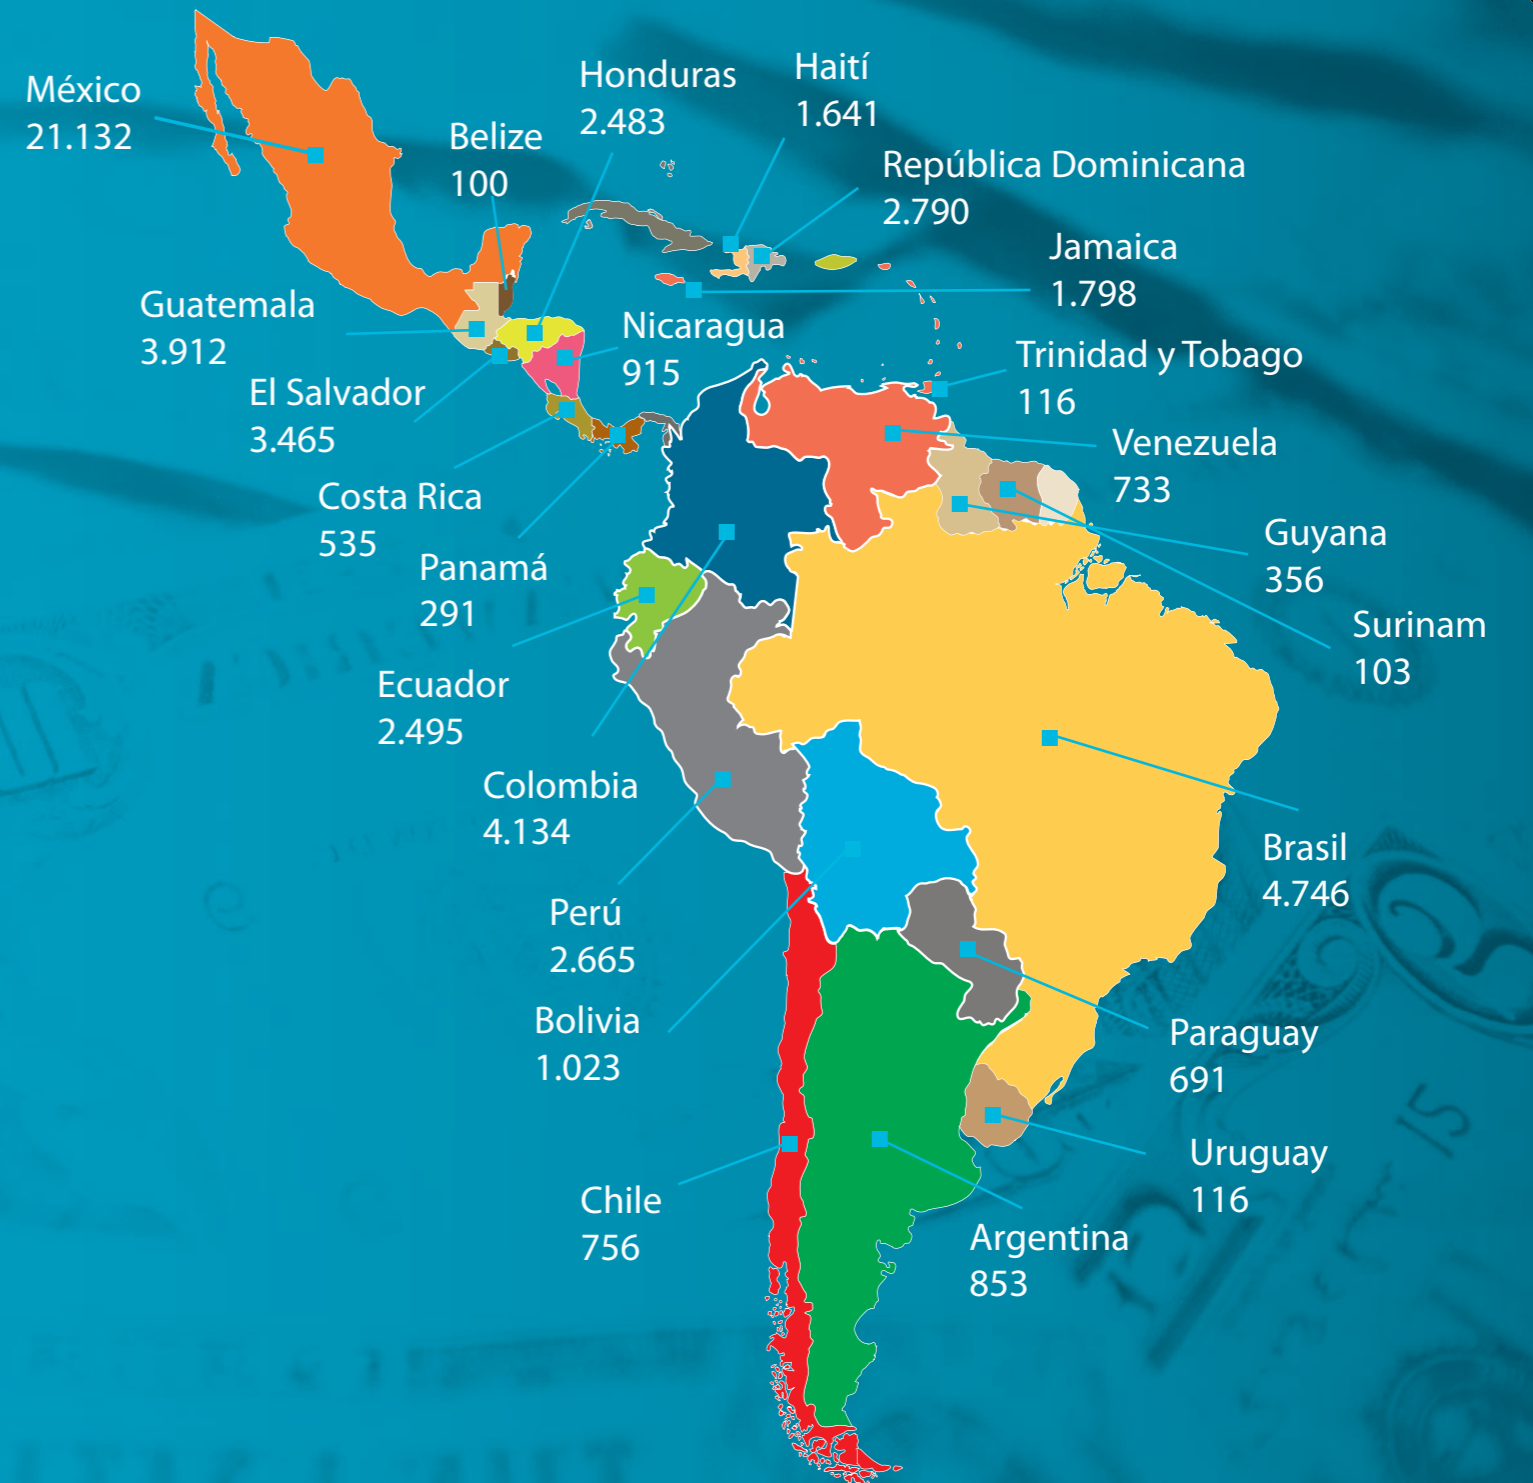 México
21.132
Honduras
2.483
Haití
1.641
Belize
100
República Dominicana
2.790
Jamaica
1.798
Guatemala
3.912
Nicaragua
915
Trinidad y Tobago
116
El Salvador
3.465
Venezuela
733
Costa Rica
535
Guyana
356
Panamá
291
Surinam
103
Ecuador
2.495
Colombia
4.134
Brasil
4.746
Perú
2.665
Bolivia
1.023
Paraguay
691
Uruguay
116
Chile
756
Argentina
853